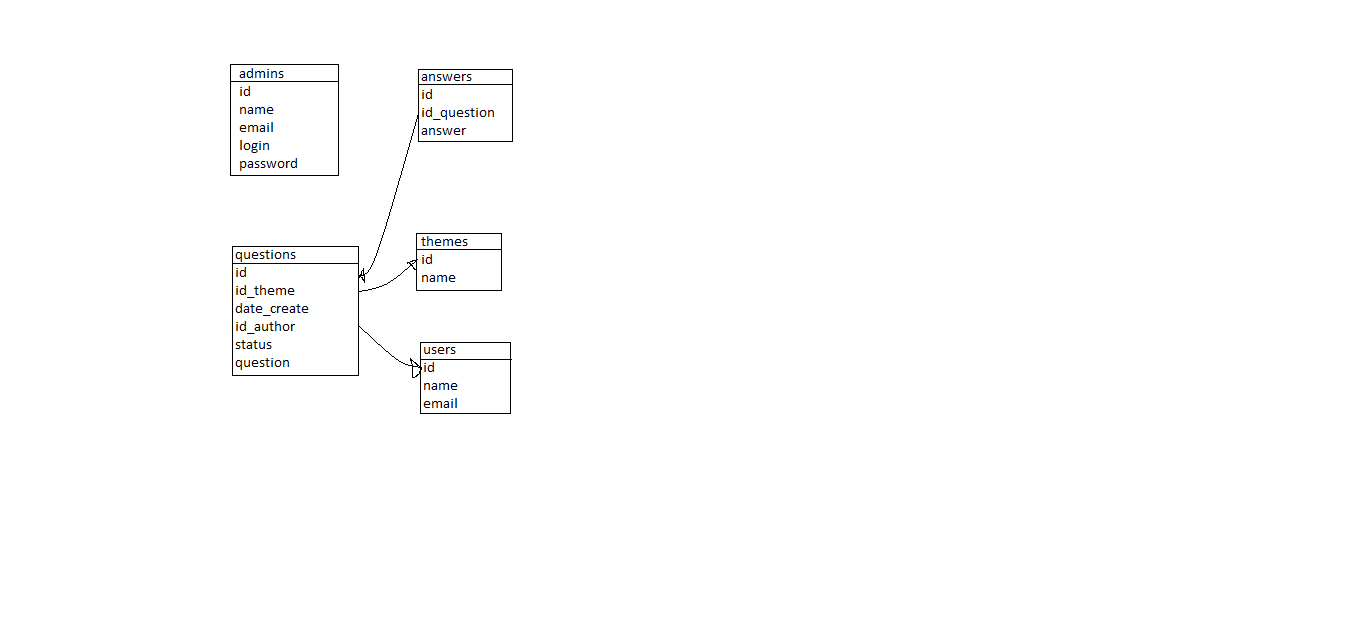 admins
id
name
email
login
password
answers
id
id_question
answer
questions
id
id_theme
date_create
id_author
status
question
themes
id
name
users
id
name
email